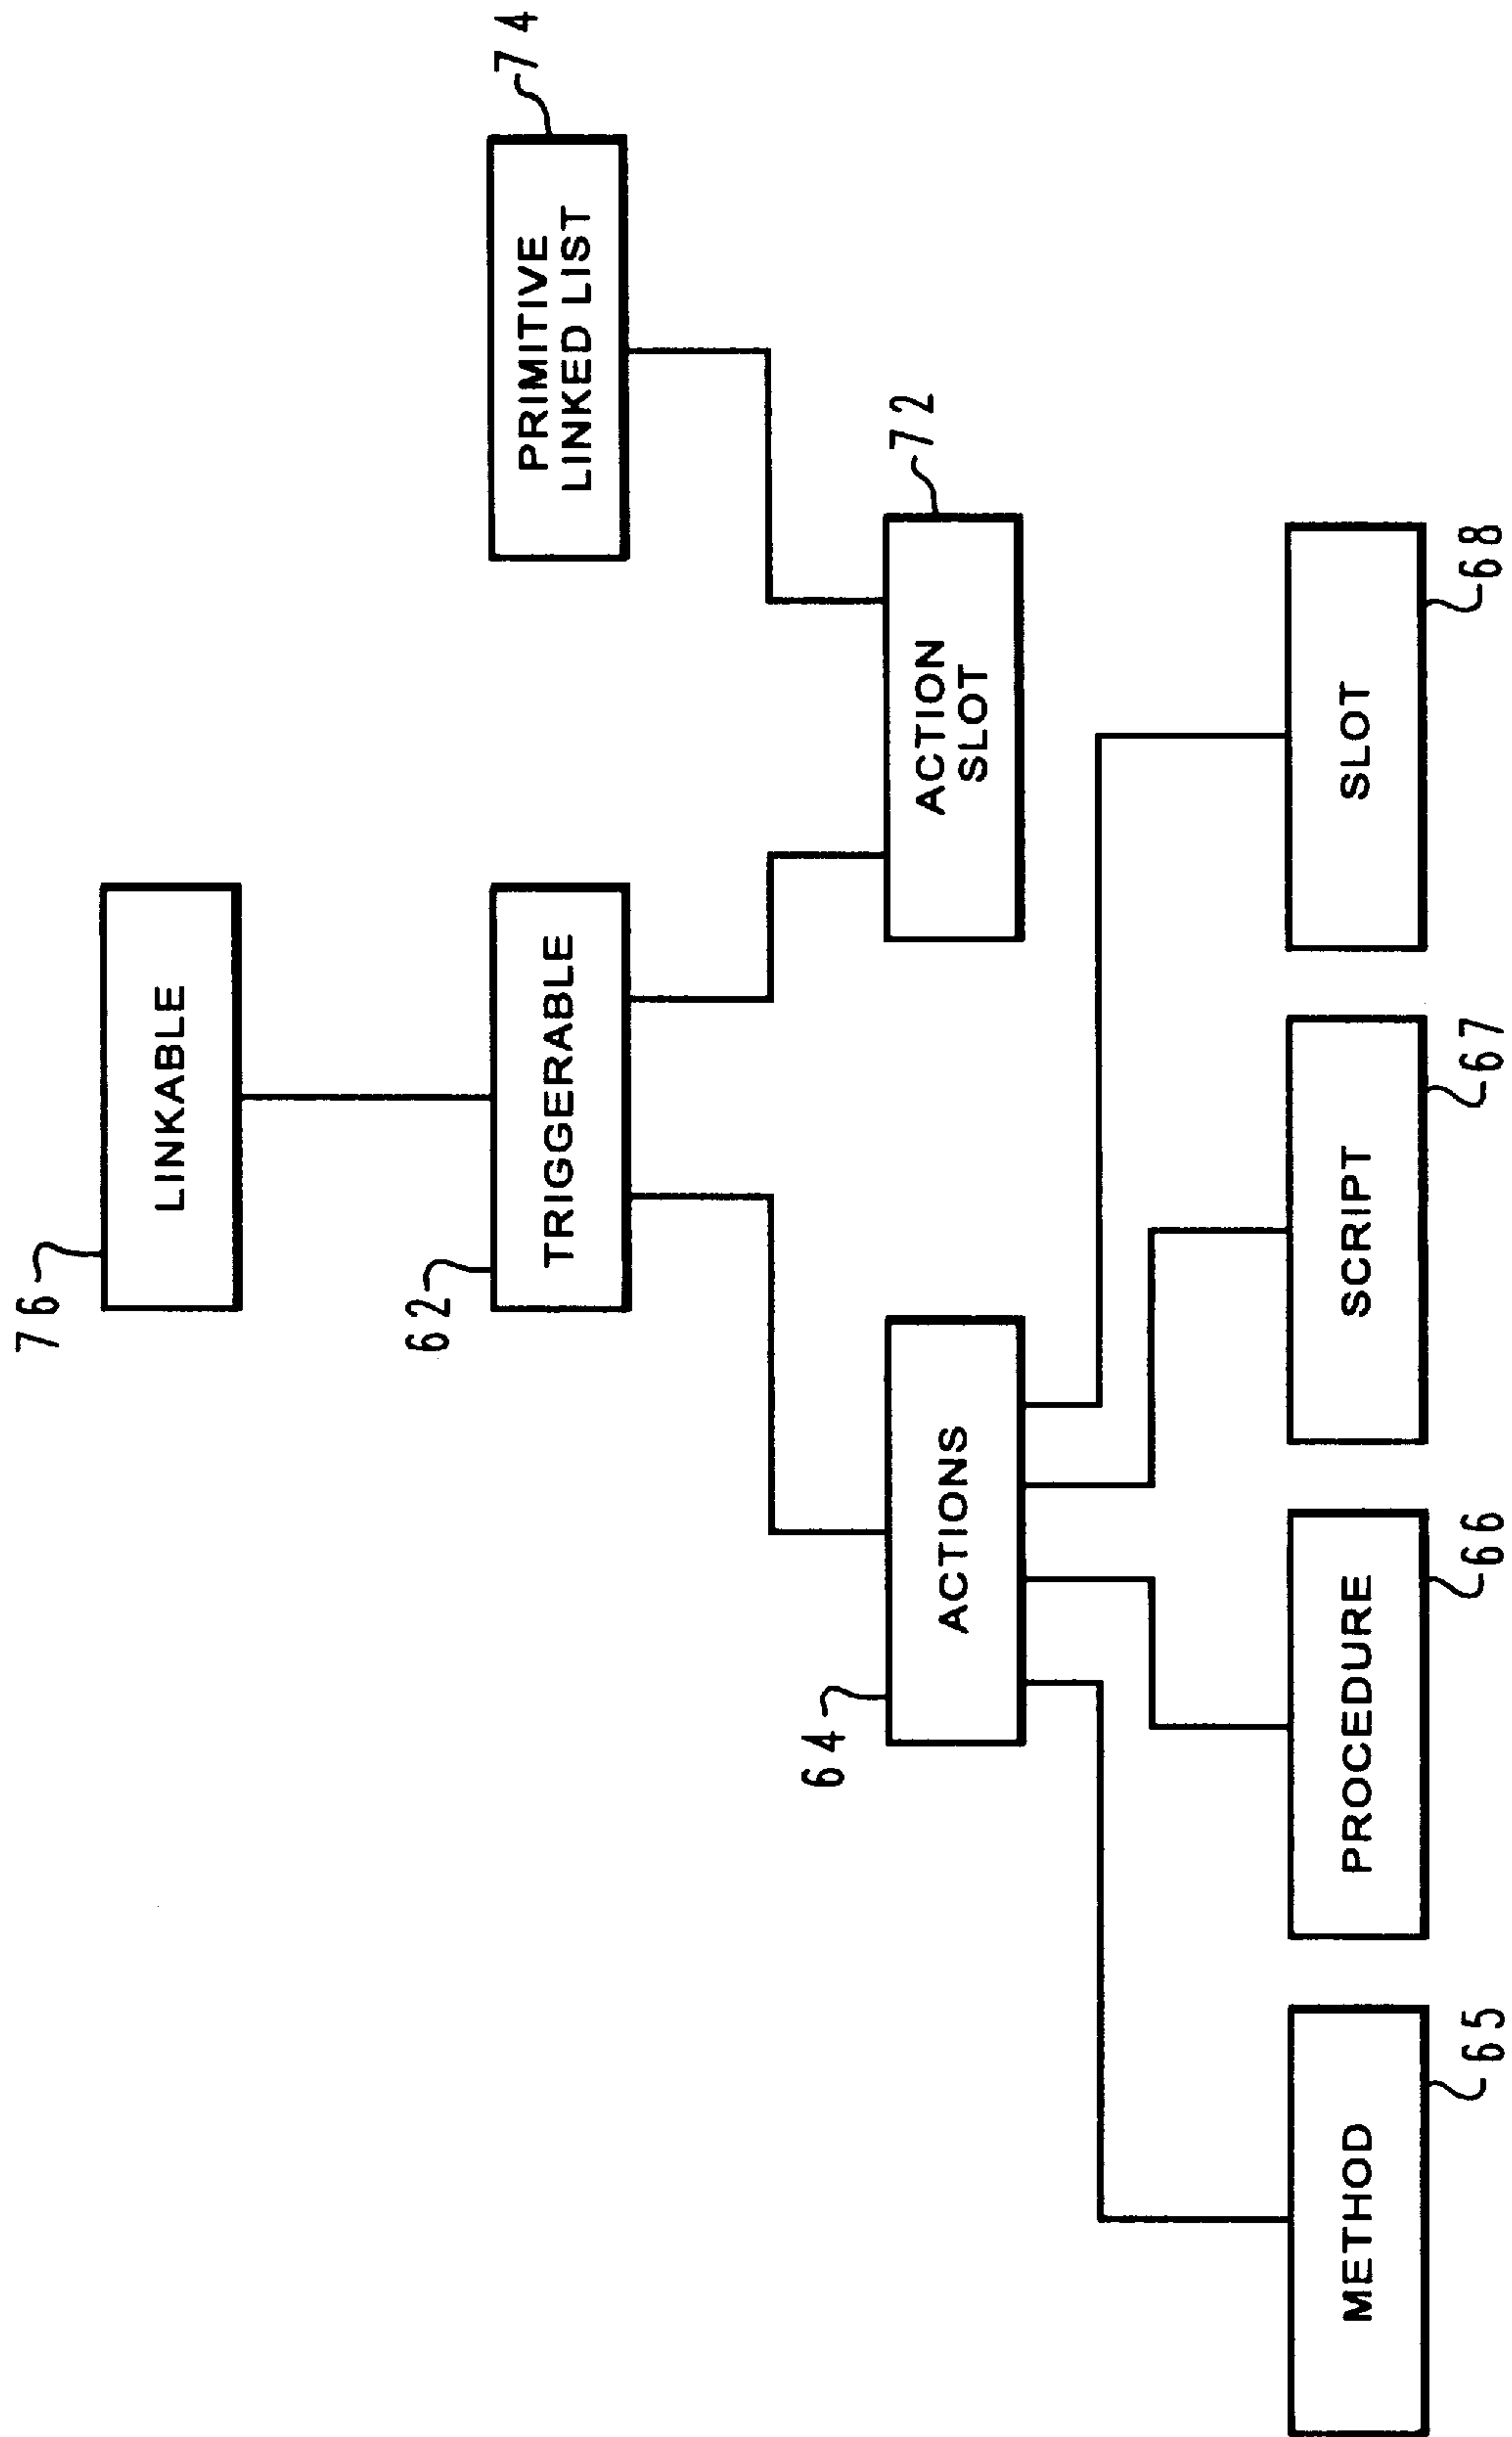 76
LINKABLE
62
TRIGGERABLE
PRIMITIVE
LINKED LIST
74
64
ACTIONS
ACTION
SLOT
72
METHOD
65
PROCEDURE
66
SCRIPT
67
SLOT
68